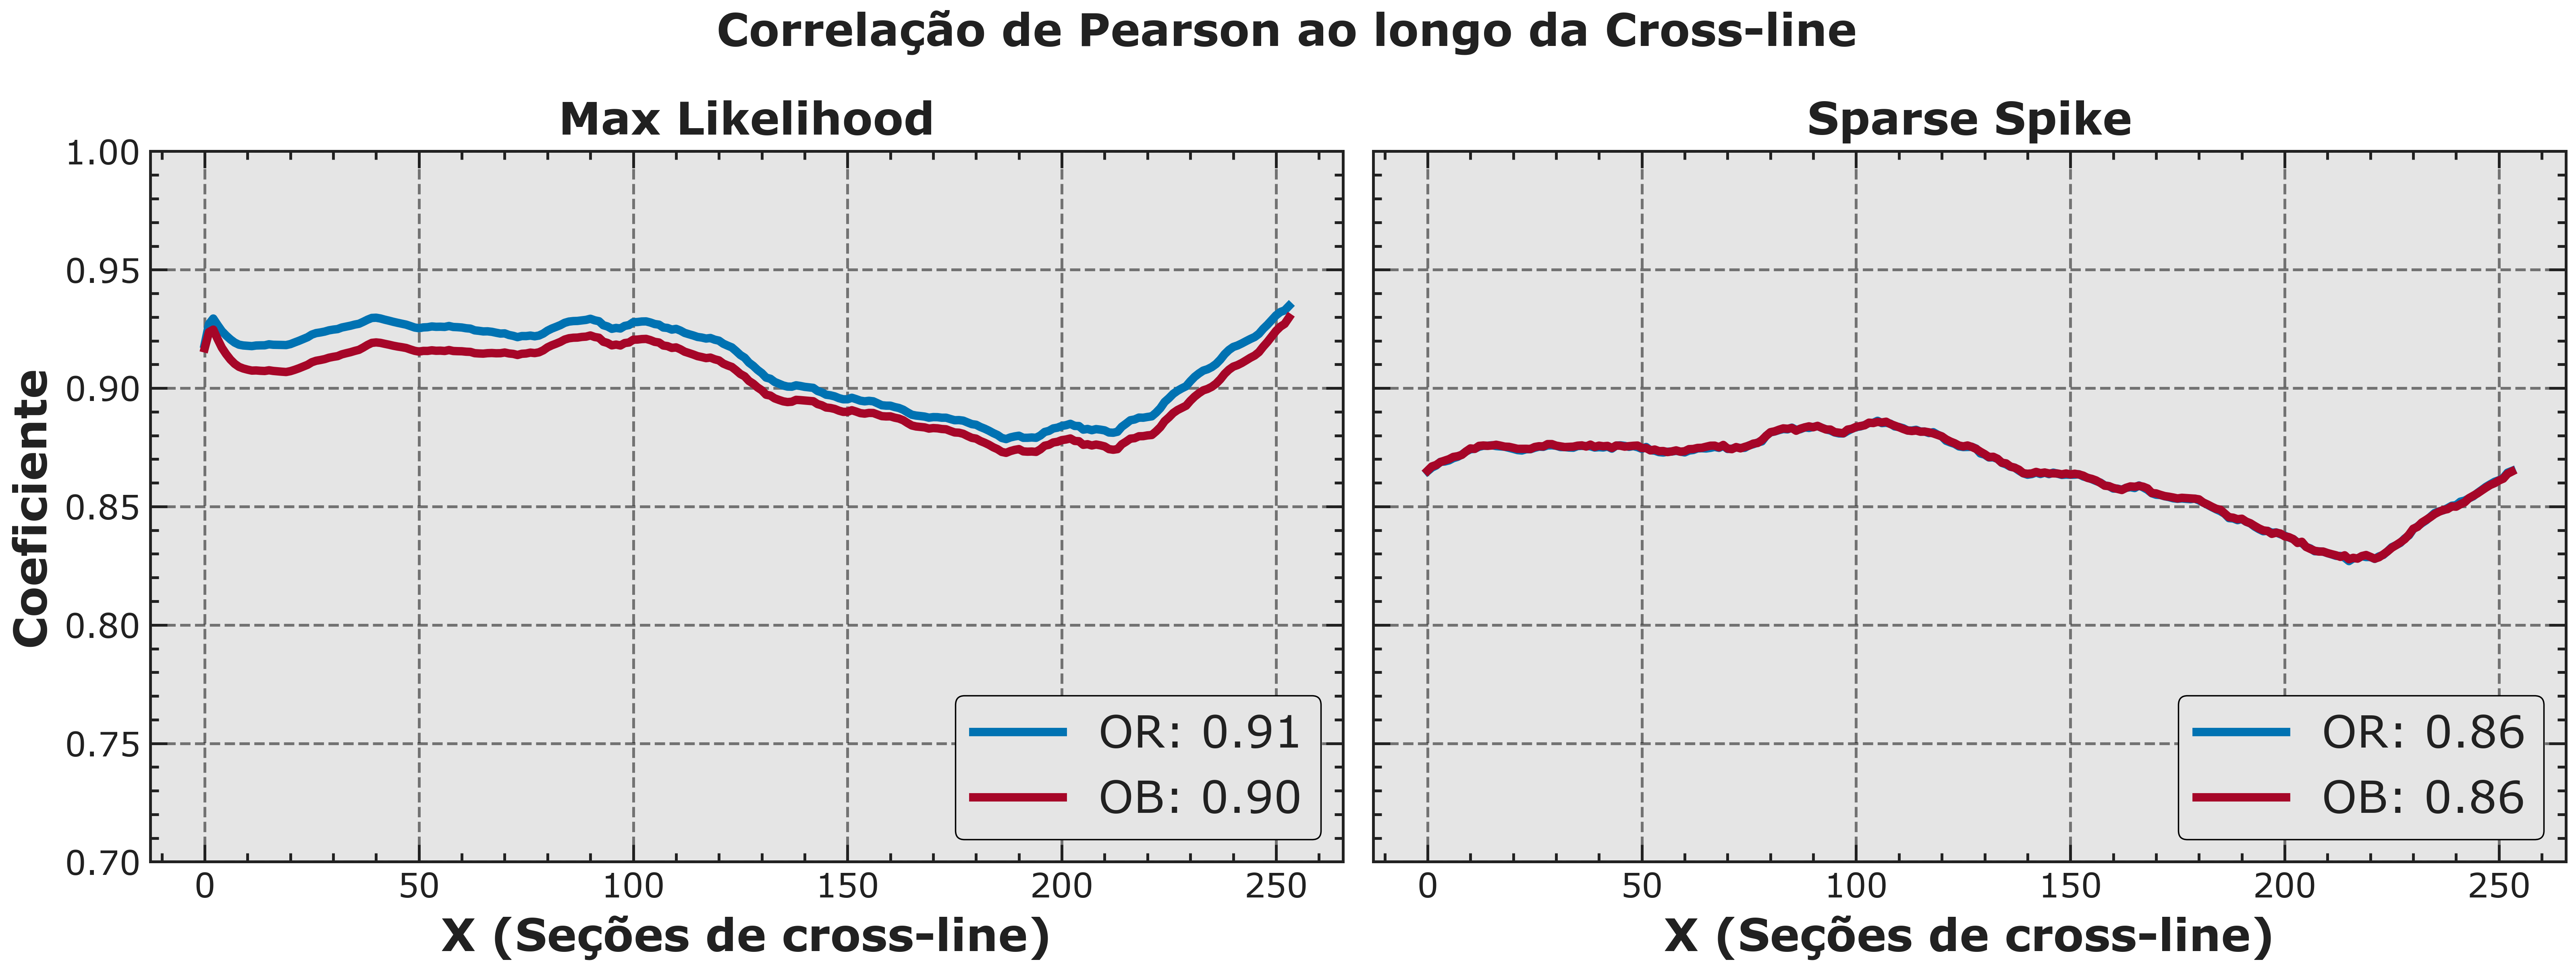 Correlação de Pearson ao longo da Cross-line
Max Likelihood
Sparse Spike
Coeficiente
1.00
0.95
0.90
0.85
0.80
0.75
0.70
OR: 0.91
OB: 0.90
0 50 100 150 200 250
X (Seções de cross-line)
OR: 0.86
OB: 0.86
0 50 100 150 200 250
X (Seções de cross-line)